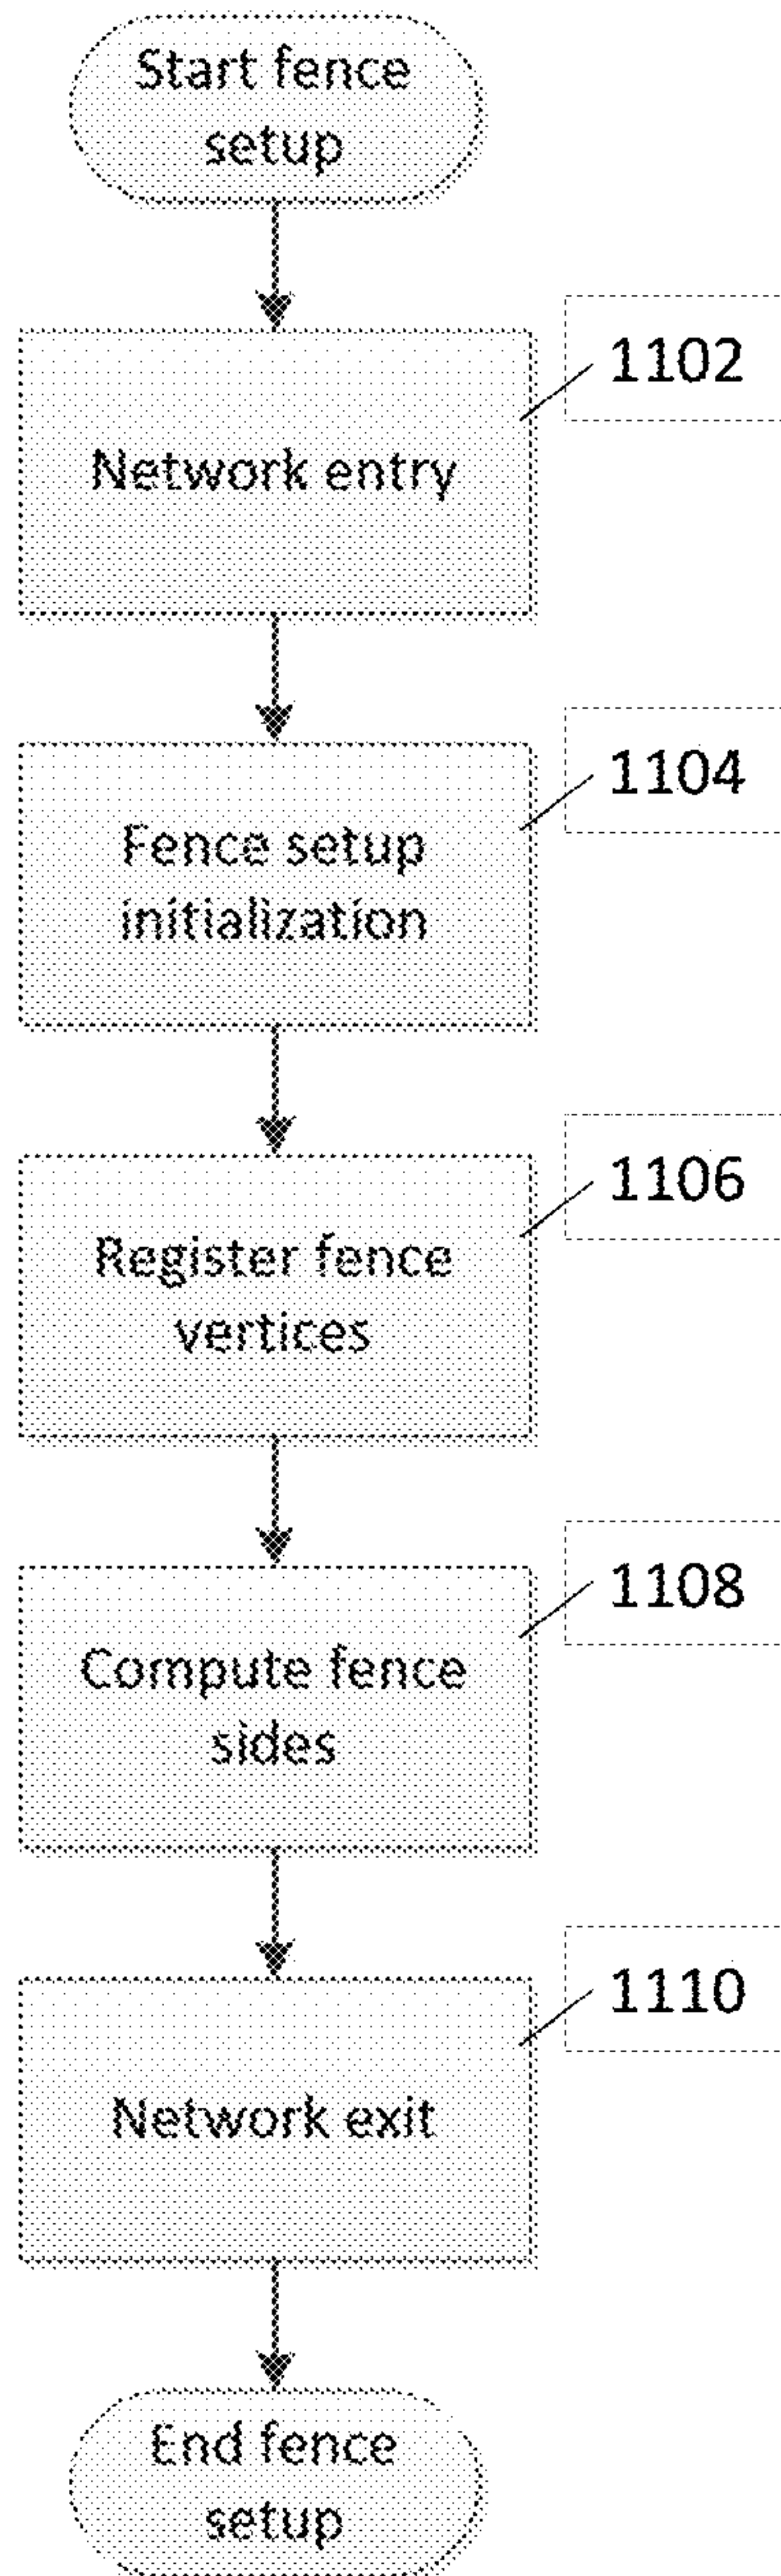 Start fence
setup
1102
Network entry
1104
Fence setup
initialization
1106
Register fence
vertices
1108
Compute fence
sides
1110
Network exit
End fence
setup